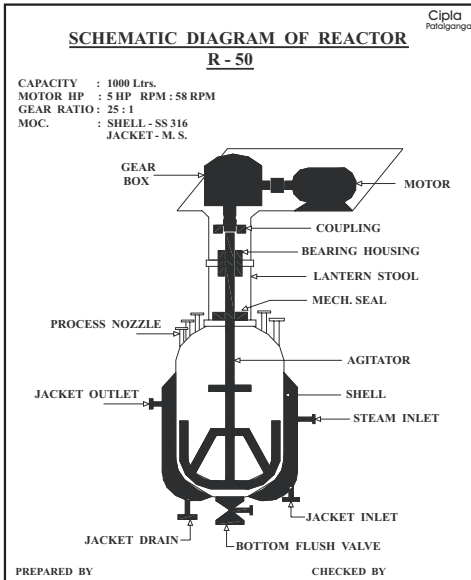 Cipla
Patalganga
SCHEMATIC DIAGRAM OF REACTOR
R - 50
CAPACITY : 1000 Ltrs.
MOTOR HP : 5 HP RPM : 58 RPM
GEAR RATIO : 25 : 1
MOC. : SHELL - SS 316
JACKET - M. S.
GEAR
BOX
MOTOR
COUPLING
BEARING HOUSING
LANTERN STOOL
MECH. SEAL
PROCESS NOZZLE
AGITATOR
JACKET OUTLET
SHELL
STEAM INLET
JACKET INLET
JACKET DRAIN
BOTTOM FLUSH VALVE
PREPARED BY
CHECKED BY